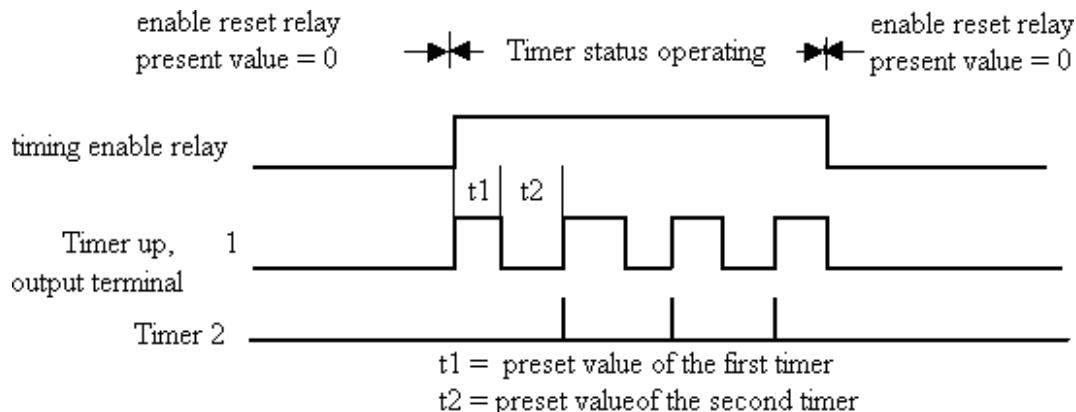 enable reset relay
present value = 0
Timer status operating
enable reset relay
present value = 0
timing enable relay
t1
t2
Timer up, 1
output terminal
Timer 2
t1 = preset value of the first timer
t2 = preset valueof the second timer